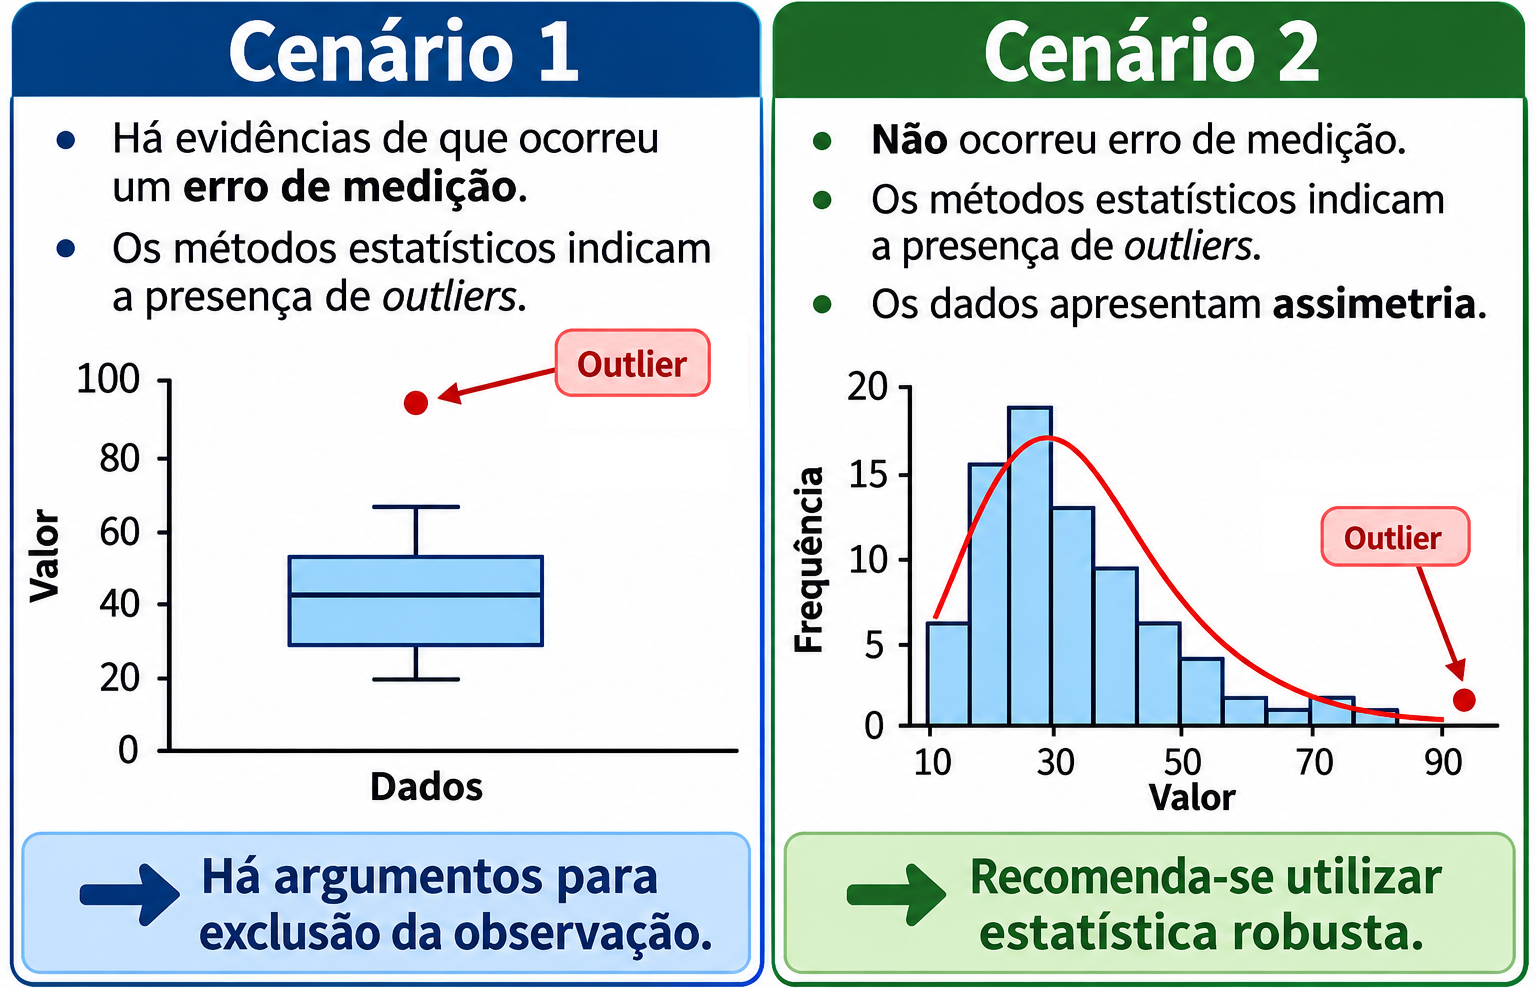 Cenário 1
• Há evidências de que ocorreu
um erro de medição.
• Os métodos estatísticos indicam
a presença de outliers.
Outlier
100
80
60
40
20
0
Valor
Dados
Há argumentos para
exclusão da observação.
Cenário 2
• Não ocorreu erro de medição.
• Os métodos estatísticos indicam
a presença de outliers.
• Os dados apresentam assimetria.
20
15
10
5
0
Frequência
Outlier
10 30 50 70 90
Valor
Recomenda-se utilizar
estatística robusta.